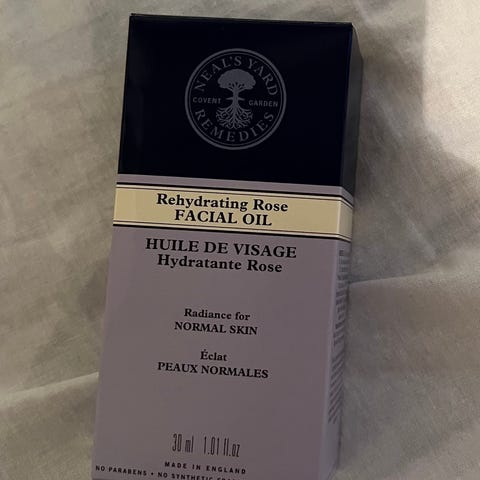 NEAL'S YARD
COVENT GARDEN
REMEDIES
Rehydrating Rose
FACIAL OIL
HUILE DE VISAGE
Hydratante Rose
Radiance for
NORMAL SKIN
Éclat
PEAUX NORMALES
30 ml 1.01 fl.oz
MADE IN ENGLAND
NO PARABENS • NO SYNTHETIC